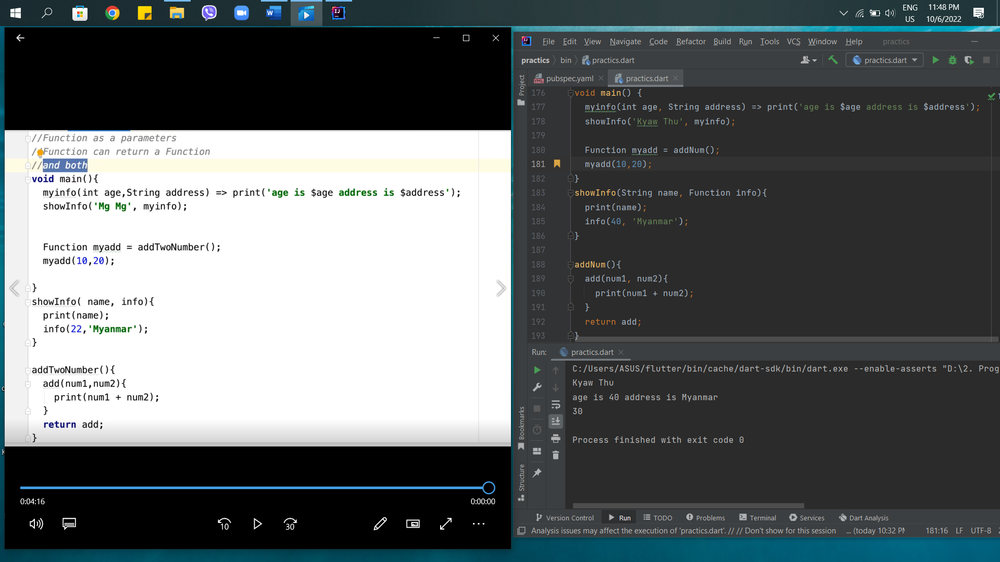 ENG
US
11:48 PM
10/6/2022
//Function as a parameters
//Function can return a Function
//and both
void main(){
myinfo(int age,String address) => print('age is $age address is $address');
showInfo('Mg Mg', myinfo);
Function myadd = addTwoNumber();
myadd(10,20);
}
showInfo( name, info){
print(name);
info(22,'Myanmar');
}
addTwoNumber(){
add(num1,num2){
print(num1 + num2);
}
return add;
}
0:04:16
0:00:00
10
30
File Edit View Navigate Code Refactor Build Run Tools VCS Window Help practics
practics bin practics.dart
practics.dart
pubspec.yaml
practics.dart
Project
176 void main() {
177 myinfo(int age, String address) => print('age is $age address is $address');
178 showInfo('Kyaw Thu', myinfo);
179
180 Function myadd = addNum();
181 myadd(10,20);
182 }
183 showInfo(String name, Function info){
184 print(name);
185 info(40, 'Myanmar');
186 }
187
188 addNum(){
189 add(num1, num2){
190 print(num1 + num2);
191 }
192 return add;
193 }
Run: practics.dart
C:/Users/ASUS/flutter/bin/cache/dart-sdk/bin/dart.exe --enable-asserts "D:\2. Prog
Kyaw Thu
age is 40 address is Myanmar
30
Process finished with exit code 0
Bookmarks
Structure
Version Control Run TODO Problems Terminal Services Dart Analysis
Analysis issues may affect the execution of 'practics.dart'. // // Don't show for this session ... (today 10:32 PM 181:16 LF UTF-8